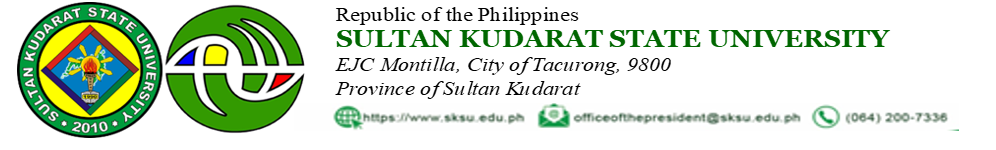 SULTAN KUDARAT STATE UNIVERSITY
1990
• 2010 •
Republic of the Philippines
SULTAN KUDARAT STATE UNIVERSITY
EJC Montilla, City of Tacurong, 9800
Province of Sultan Kudarat
https://www.sksu.edu.ph officeofthepresident@sksu.edu.ph (064) 200-7336